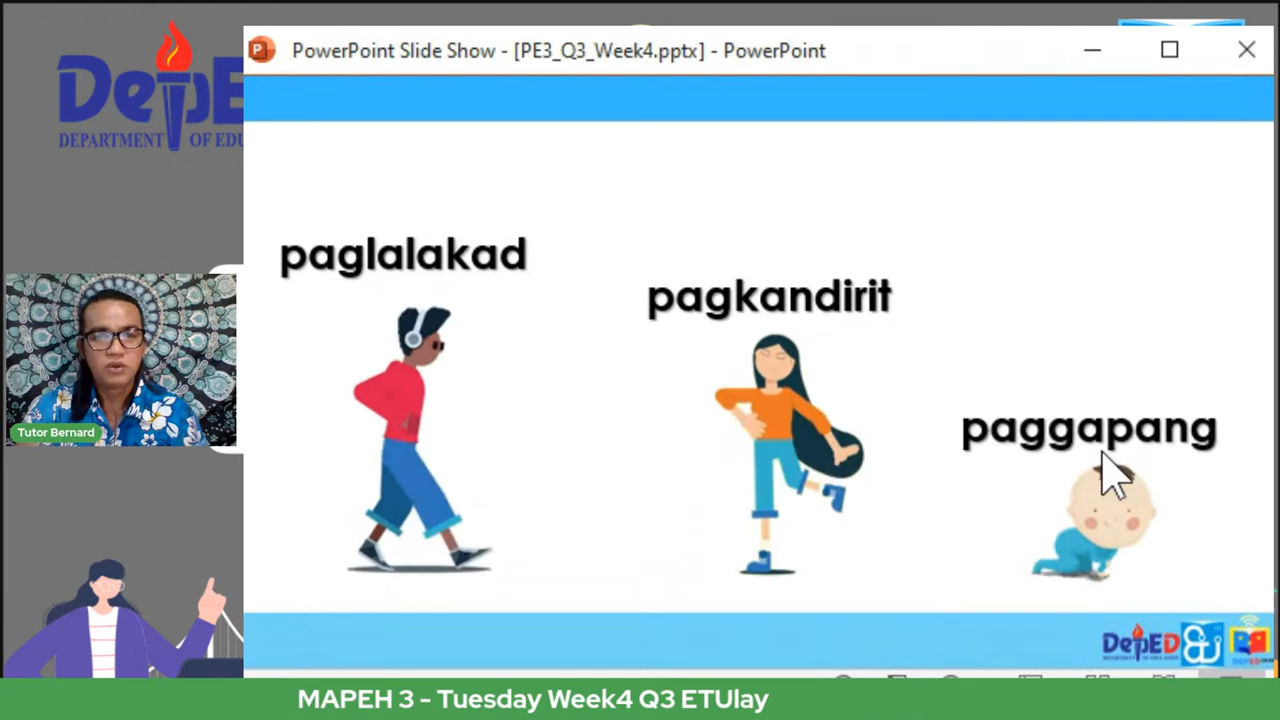 PowerPoint Slide Show - [PE3_Q3_Week4.pptx] - PowerPoint
DepE
DEPARTMENT OF EDU
paglalakad
pagkandirit
paggapang
Tutor Bernard
DepED
MAPEH 3 - Tuesday Week4 Q3 ETUlay